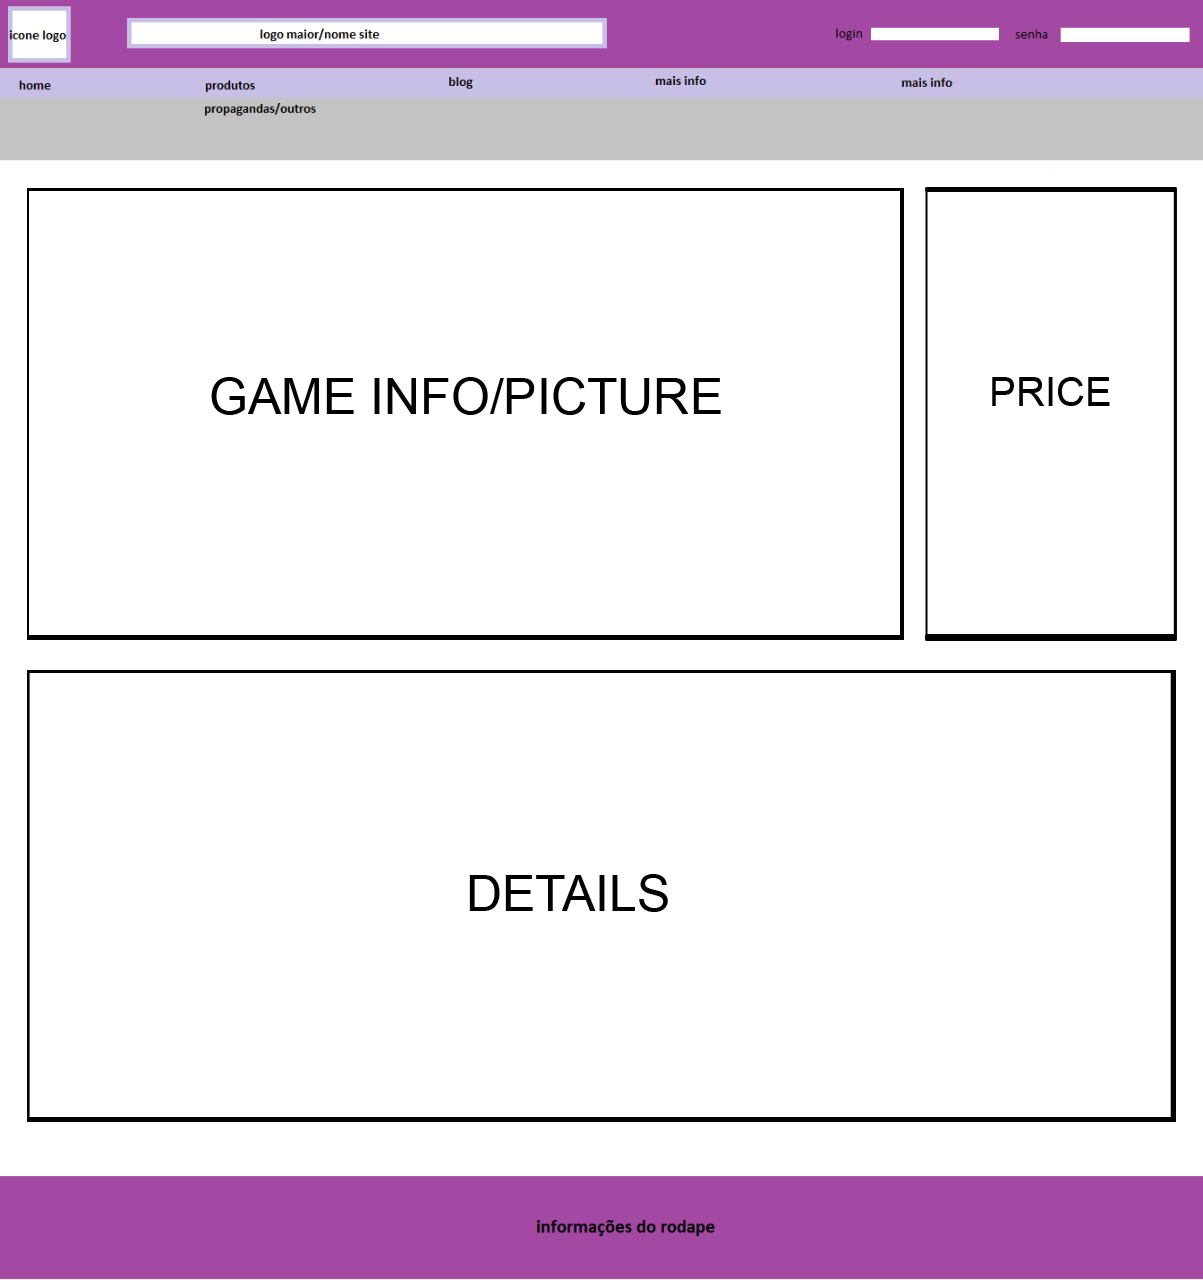 icone logo
logo maior/nome site
login
senha
home
produtos
blog
mais info
mais info
propagandas/outros
GAME INFO/PICTURE
PRICE
DETAILS
informações do rodape